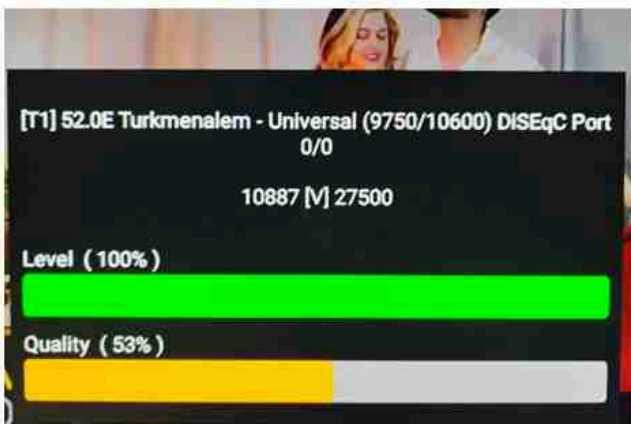 [T1] 52.0E Turkmenalem - Universal (9750/10600) DISEqC Port
0/0
10887 [V] 27500
Level ( 100% )
Quality ( 53% )